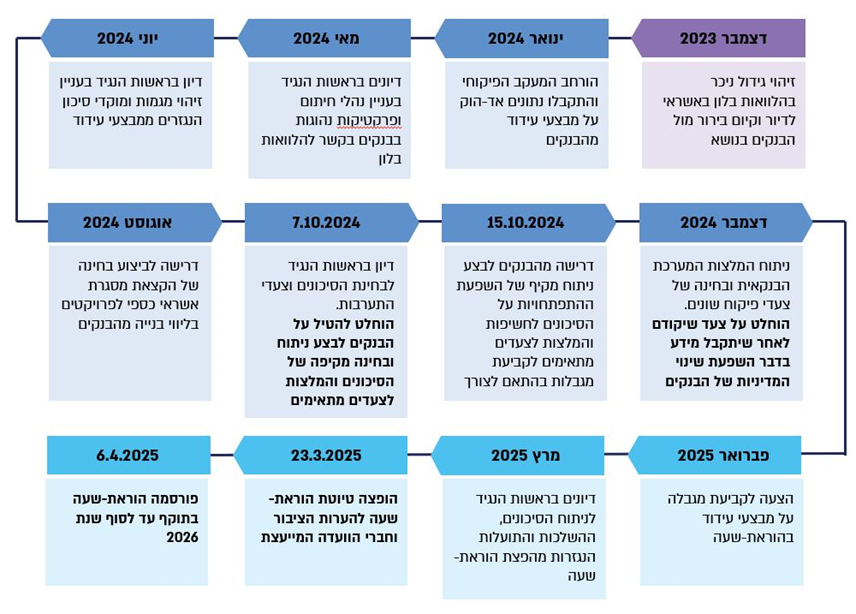 דצמבר 2023
זיהוי גידול ניכר
בהלוואות בלון באשראי
לדיור וקיום בירור מול
הבנקים בנושא
ינואר 2024
הורחב המעקב הפיקוחי
והתקבלו נתונים אד-הוק
על מבצעי עידוד
מהבנקים
מאי 2024
דיונים בראשות הנגיד
בעניין נהלי חיתום
ופרקטיקות נהוגות
בבנקים בקשר להלוואות
בלון
יוני 2024
דיון בראשות הנגיד בעניין
זיהוי מגמות ומוקדי סיכון
הנגזרים ממבצעי עידוד
אוגוסט 2024
דרישה לביצוע בחינה
של הקצאת מסגרת
אשראי כספי לפרויקטים
בליווי בנייה מהבנקים
7.10.2024
דיון בראשות הנגיד
לבחינת הסיכונים וצעדי
התערבות.
הוחלט להטיל על
הבנקים לבצע ניתוח
ובחינה מקיפה של
הסיכונים והמלצות
לצעדים מתאימים
15.10.2024
דרישה מהבנקים לבצע
ניתוח מקיף של השפעת
ההתפתחויות על
הסיכונים לחשיפות
והמלצות לצעדים
מתאימים לקביעת
מגבלות בהתאם לצורך
דצמבר 2024
ניתוח המלצות המערכת
הבנקאית ובחינה של
צעדי פיקוח שונים.
הוחלט על צעד שיקודם
לאחר שיתקבל מידע
בדבר השפעת שינוי
המדיניות של הבנקים
פברואר 2025
הצעה לקביעת מגבלה
על מבצעי עידוד
בהוראת-שעה
מרץ 2025
דיונים בראשות הנגיד
לניתוח הסיכונים,
ההשלכות והתועלות
הנגזרות מהפצת הוראת-
שעה
23.3.2025
הופצה טיוטת הוראת-
שעה להערות הציבור
וחברי הוועדה המייעצת
6.4.2025
פורסמה הוראת-שעה
בתוקף עד לסוף שנת
2026